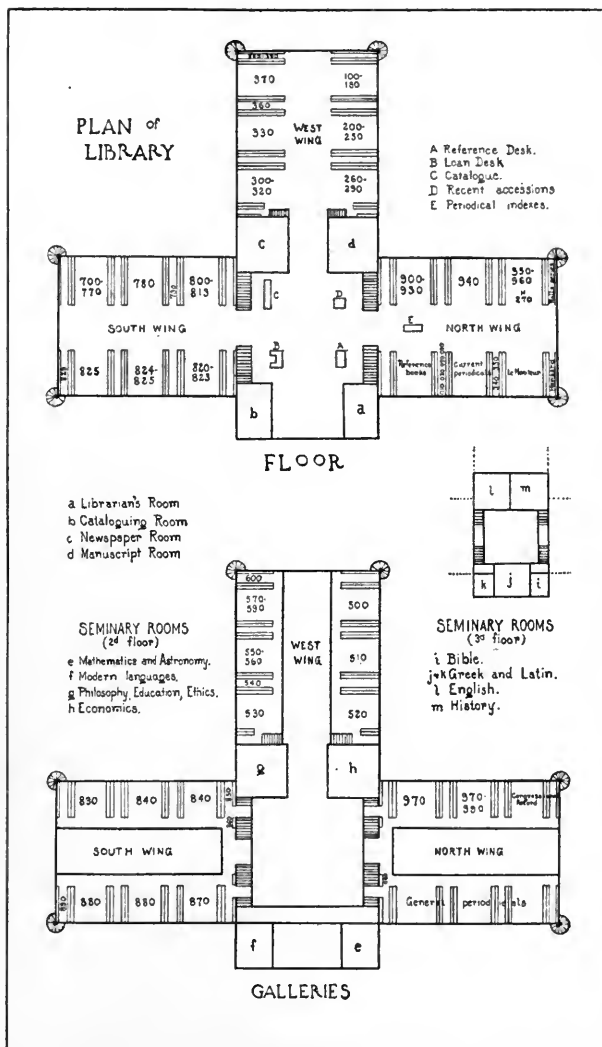 PLAN of
LIBRARY
370
360
330
300-
320
WEST
WING
100-
180
200-
250
260-
290
A Reference Desk.
B Loan Desk
C Catalogue.
D Recent accessions
E Periodical indexes.
c
d
700-
770
780
790
800-
813
SOUTH WING
825
824-
825
820-
823
C
D
B
A
b
a
900-
930
940
950-
960
×
270
E
NORTH WING
Reference
books
Current
periodicals
Le Moniteur
FLOOR
a Librarian's Room
b Cataloguing Room
c Newspaper Room
d Manuscript Room
l
m
k
j
i
SEMINARY ROOMS
(2d floor)
e Mathematics and Astronomy.
f Modern languages.
g Philosophy, Education, Ethics.
h Economics.
SEMINARY ROOMS
(3d floor)
i Bible.
j+k Greek and Latin.
l English.
m History.
600
570-
590
550-
560
540
530
WEST
WING
500
510
520
g
h
830
840
840
850
860
SOUTH WING
890
880
880
870
970
970-
990
Congressional
Record
NORTH WING
General periodicals
f
e
GALLERIES